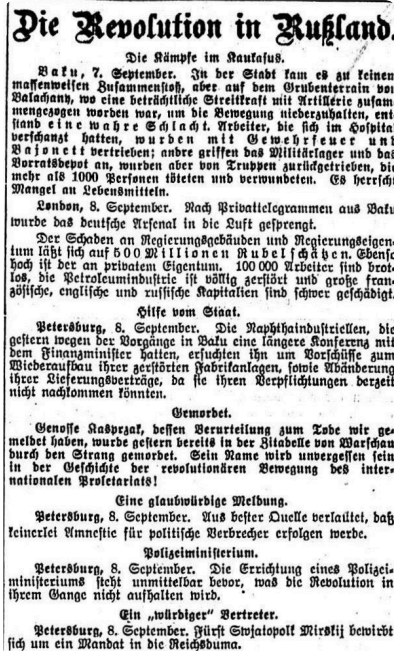 Die Revolution in Rußland.
Die Kämpfe im Kaukasus.
Baku, 7. September. In der Stadt kam es zu keinen
massenweisen Zusammenstoß, aber auf dem Grubenterrain von
Balachany, wo eine beträchtliche Streitkraft mit Artillerie zusam
mengezogen worden war, um die Bewegung niederzuhalten, ent
stand eine wahre Schlacht. Arbeiter, die sich im Hospital
verschanzt hatten, wurden mit Gewehrfeuer und
Bajonett vertrieben; andre griffen das Militärlager und das
Vorratsdepot an, wurden aber von Truppen zurückgetrieben, die
mehr als 1000 Personen töteten und verwundeten. Es herrscht
Mangel an Lebensmitteln.
London, 8. September. Nach Privatelegrammen aus Baku
wurde das deutsche Arsenal in die Luft gesprengt.
Der Schaden an Regierungsgebäuden und Regierungseigen-
tum läßt sich auf 500 Millionen Rubel schätzen. Ebenso
hoch ist der an privatem Eigentum. 100 000 Arbeiter sind brot-
los, die Petroleumindustrie ist völlig zerstört und große fran-
zösische, englische und russische Kapitalien sind schwer geschädigt.
Hilfe vom Staat.
Petersburg, 8. September. Die Naphthaindustriellen, die
gestern wegen der Vorgänge in Baku eine längere Konferenz mit
dem Finanzminister hatten, ersuchten ihn um Vorschüsse zum
Wiederaufbau ihrer zerstörten Fabrikanlagen, sowie Abänderung
ihrer Lieferungsverträge, da sie ihren Verpflichtungen derzeit
nicht nachkommen könnten.
Gemordet.
Genosse Kasprzak, dessen Verurteilung zum Tode wir ge-
meldet haben, wurde gestern bereits in der Zitadelle von Warschau
durch den Strang gemordet. Sein Name wird unvergessen sein
in der Geschichte der revolutionären Bewegung des inter-
nationalen Proletariats!
Eine glaubwürdige Meldung.
Petersburg, 8. September. Aus bester Quelle verlautet, daß
keinerlei Amnestie für politische Verbrecher erfolgen werde.
Polizeiministerium.
Petersburg, 8. September. Die Errichtung eines Polizei-
ministeriums steht unmittelbar bevor, was die Revolution in
ihrem Gange nicht aufhalten wird.
Ein „würdiger" Vertreter.
Petersburg, 8. September. Fürst Swjatopolk Mirskij bewirbt
sich um ein Mandat in die Reichsduma.